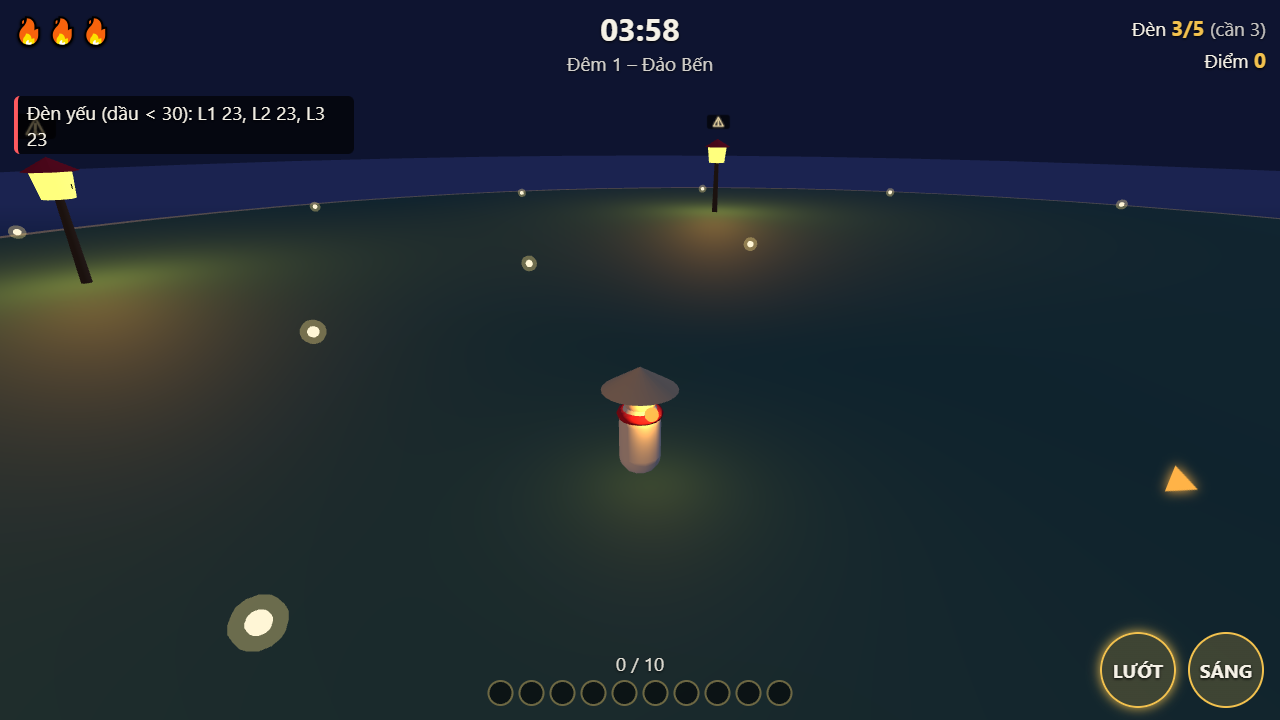 03:58
Đêm 1 – Đảo Bến
Đèn 3/5 (cần 3)
Điểm 0
Đèn yếu (dầu < 30): L1 23, L2 23, L3
23
0 / 10
LƯỚT
SÁNG